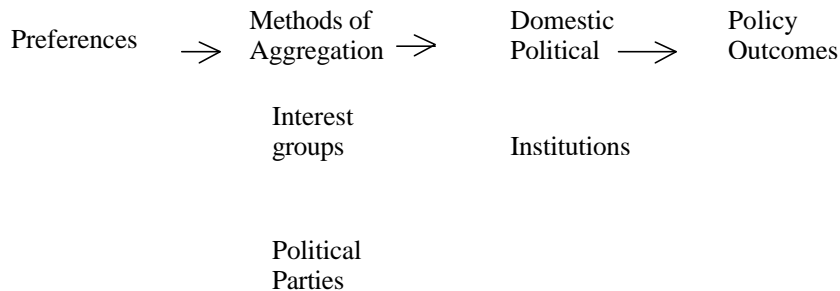 Preferences
Methods of
Aggregation
Domestic
Political
Policy
Outcomes
Interest
groups
Institutions
Political
Parties